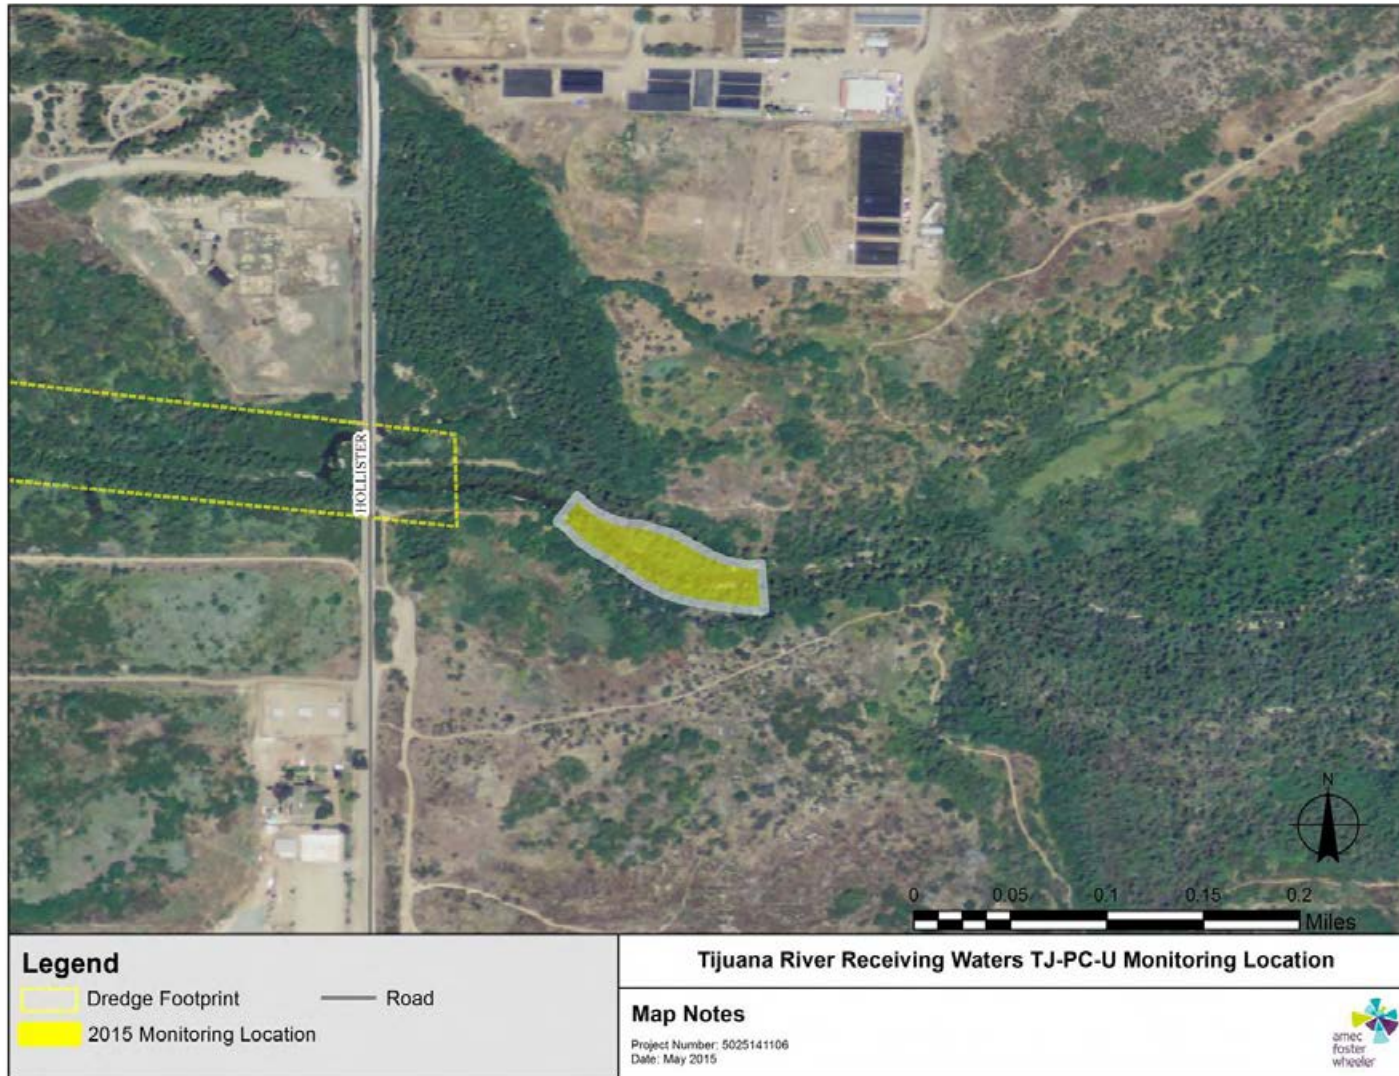 HOLLISTER
N
0 0.05 0.1 0.15 0.2
Miles
Legend
Dredge Footprint
Road
2015 Monitoring Location
Tijuana River Receiving Waters TJ-PC-U Monitoring Location
Map Notes
Project Number: 5025141106
Date: May 2015
amec
foster
wheeler